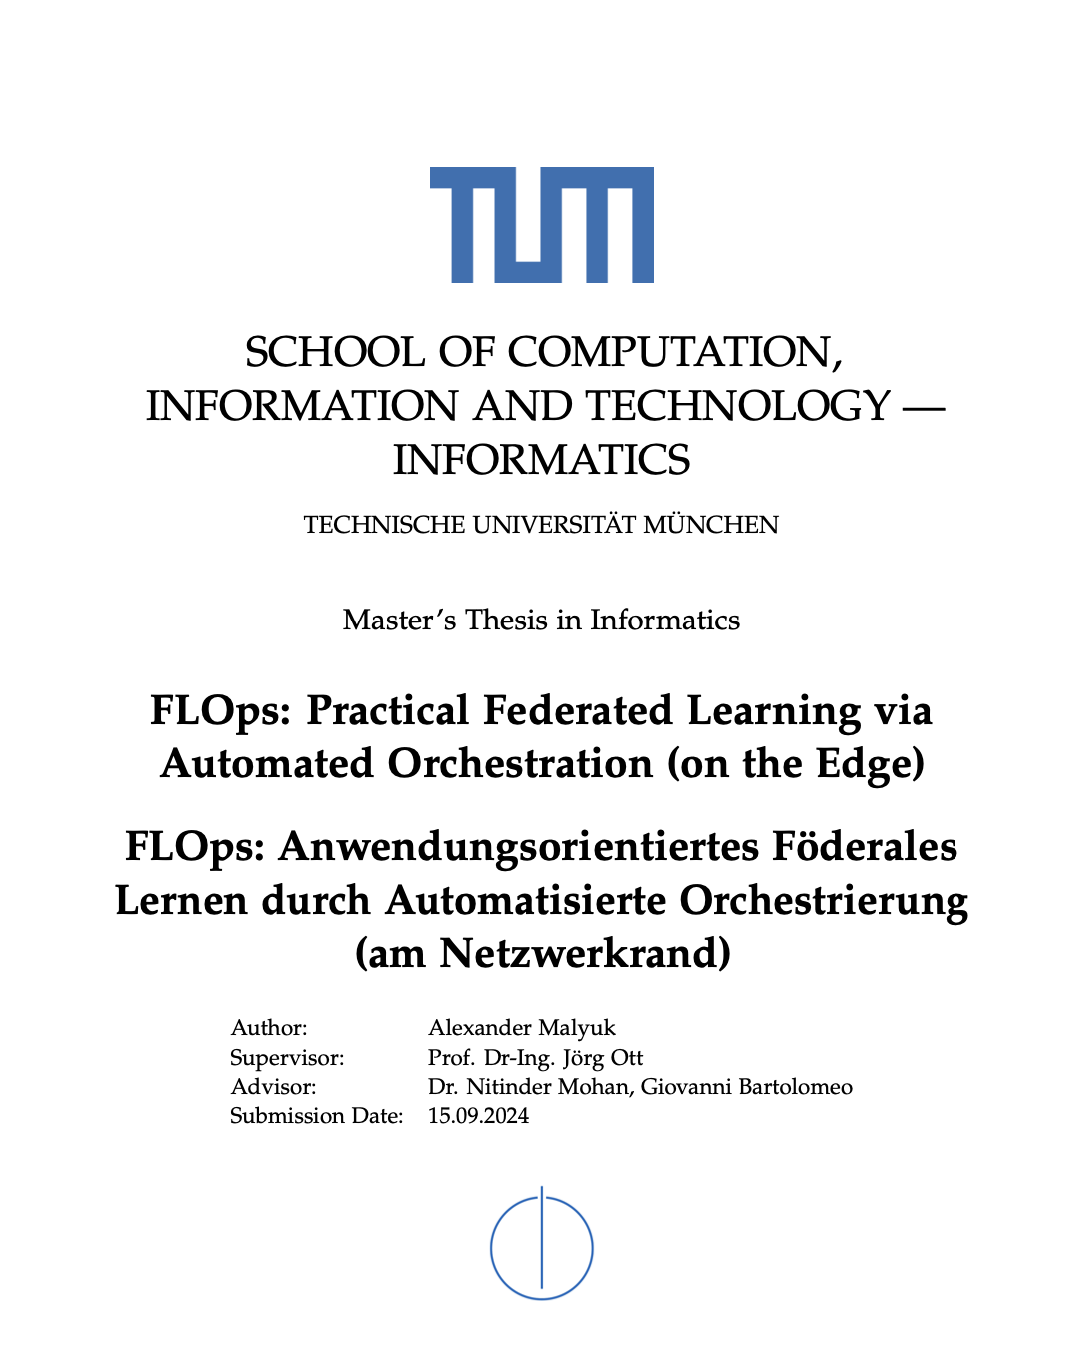 TUM
SCHOOL OF COMPUTATION,
INFORMATION AND TECHNOLOGY —
INFORMATICS
TECHNISCHE UNIVERSITÄT MÜNCHEN
Master's Thesis in Informatics
FLOps: Practical Federated Learning via
Automated Orchestration (on the Edge)
FLOps: Anwendungsorientiertes Föderales
Lernen durch Automatisierte Orchestrierung
(am Netzwerkrand)
Author: Alexander Malyuk
Supervisor: Prof. Dr-Ing. Jörg Ott
Advisor: Dr. Nitinder Mohan, Giovanni Bartolomeo
Submission Date: 15.09.2024